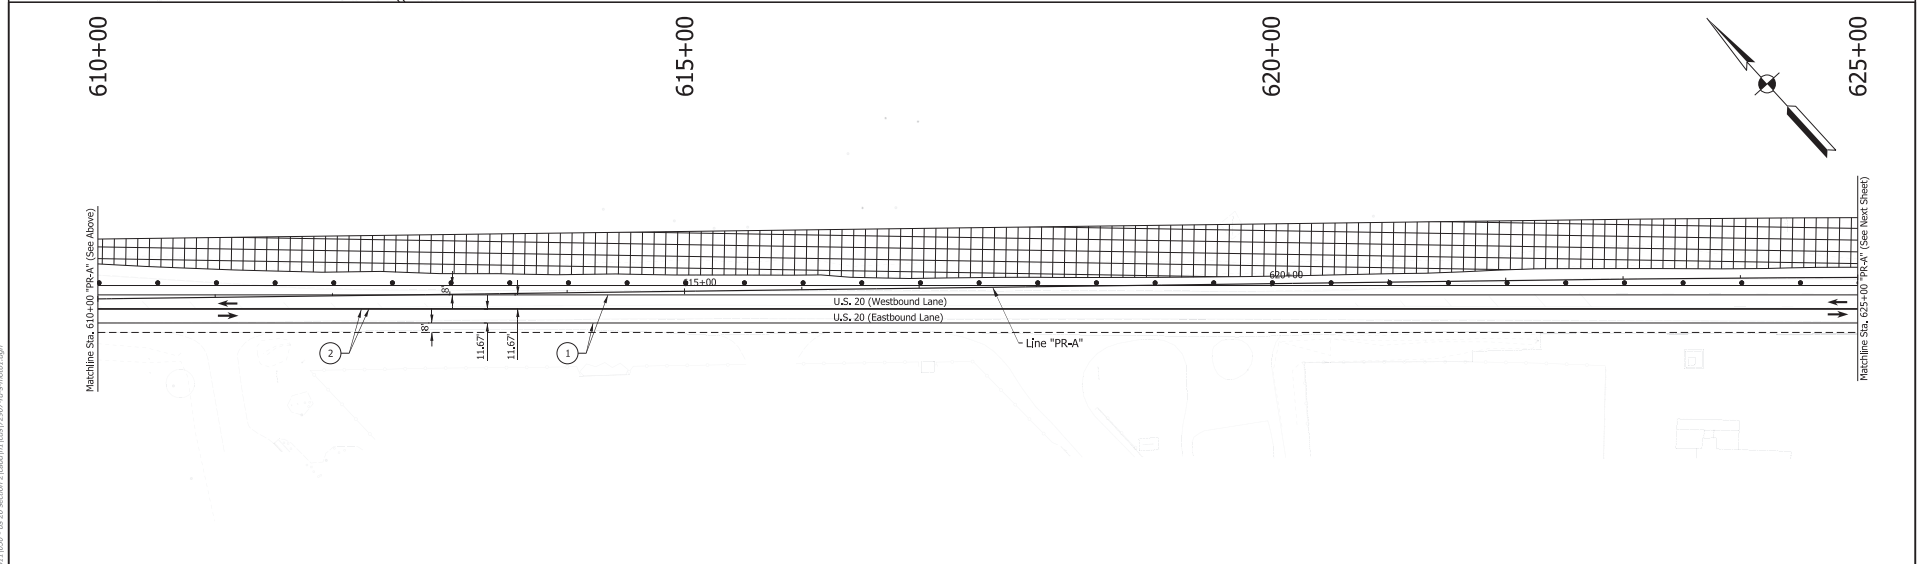 610+00
615+00
620+00
625+00
Matchline Sta. 610+00 "PR-A" (See Above)
Matchline Sta. 625+00 "PR-A" (See Next Sheet)
620+00
15+00
8'
U.S. 20 (Westbound Lane)
U.S. 20 (Eastbound Lane)
8'
11.67'
11.67'
2
1
Line "PR-A"